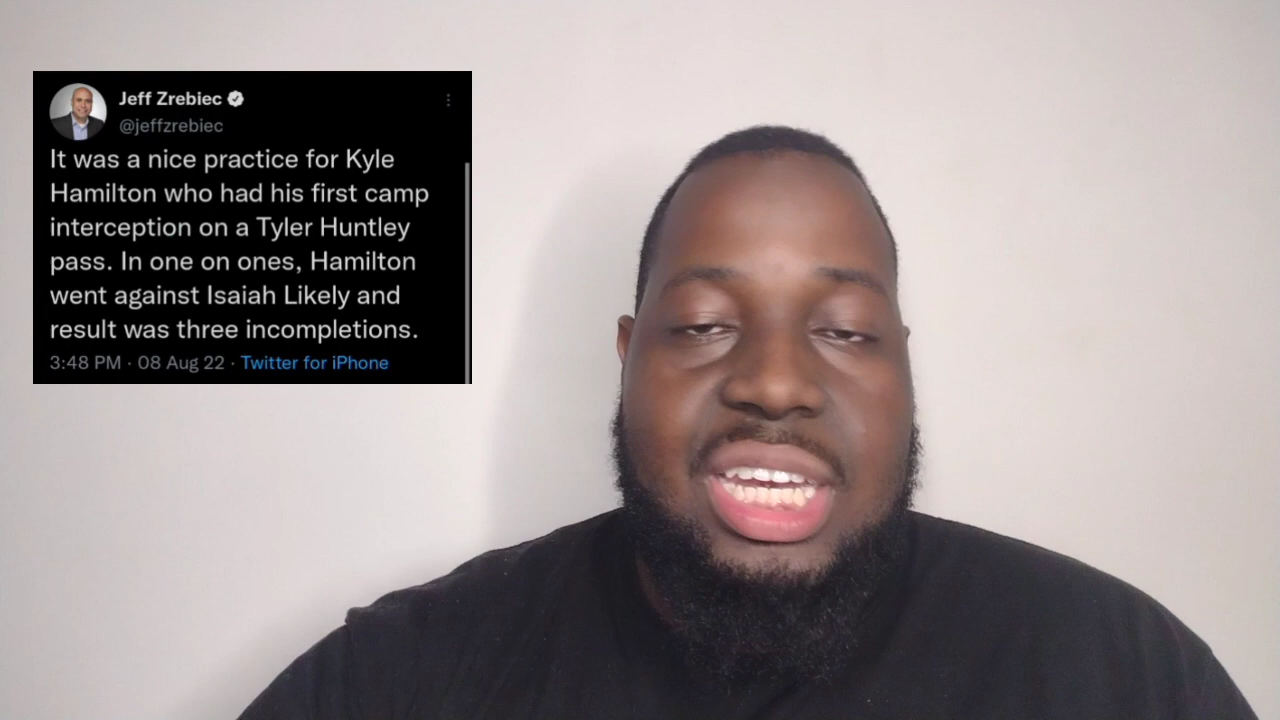 Jeff Zrebiec
@jeffzrebiec
It was a nice practice for Kyle
Hamilton who had his first camp
interception on a Tyler Huntley
pass. In one on ones, Hamilton
went against Isaiah Likely and
result was three incompletions.
3:48 PM · 08 Aug 22 · Twitter for iPhone